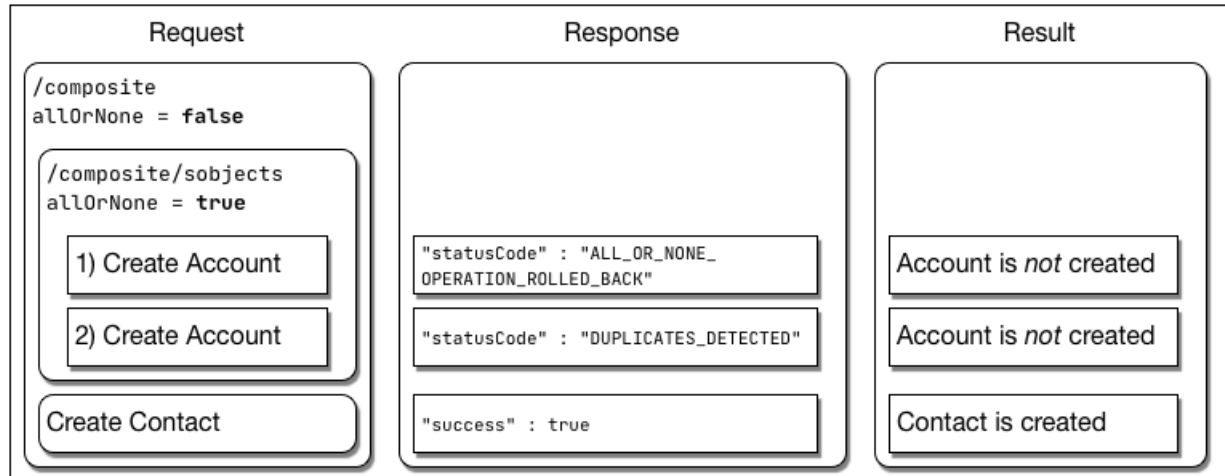 Request
Response
Result
/composite
allOrNone = false
/composite/sobjects
allOrNone = true
1) Create Account
"statusCode" : "ALL_OR_NONE_
OPERATION_ROLLED_BACK"
Account is not created
2) Create Account
"statusCode" : "DUPLICATES_DETECTED"
Account is not created
Create Contact
"success" : true
Contact is created